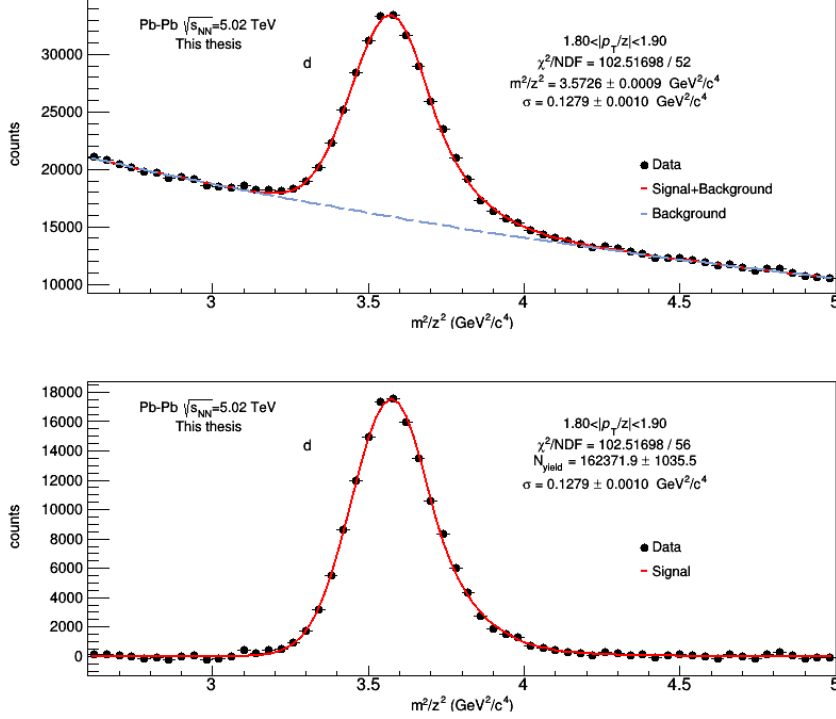 Pb-Pb √sNN=5.02 TeV
This thesis
d
1.80<|pT/z|<1.90
χ2/NDF = 102.51698 / 52
m2/z2 = 3.5726 ± 0.0009 GeV2/c4
σ = 0.1279 ± 0.0010 GeV2/c4
Data
Signal+Background
Background
counts
30000
25000
20000
15000
10000
3
3.5
4
4.5
5
m2/z2 (GeV2/c4)
Pb-Pb √sNN=5.02 TeV
This thesis
d
1.80<|pT/z|<1.90
χ2/NDF = 102.51698 / 56
Nyield = 162371.9 ± 1035.5
σ = 0.1279 ± 0.0010 GeV2/c4
Data
Signal
counts
18000
16000
14000
12000
10000
8000
6000
4000
2000
0
3
3.5
4
4.5
5
m2/z2 (GeV2/c4)